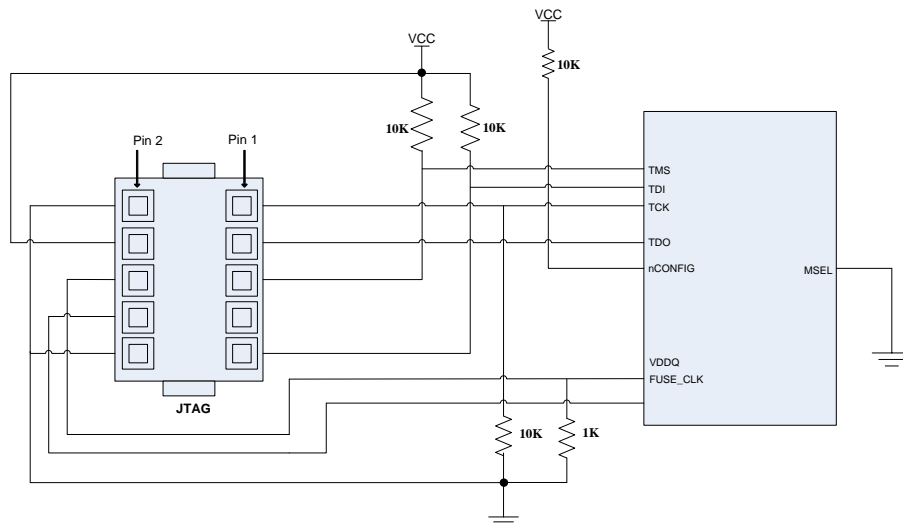 VCC
VCC
10K
10K
10K
Pin 2
Pin 1
TMS
TDI
TCK
TDO
nCONFIG
MSEL
VDDQ
FUSE_CLK
JTAG
10K
1K